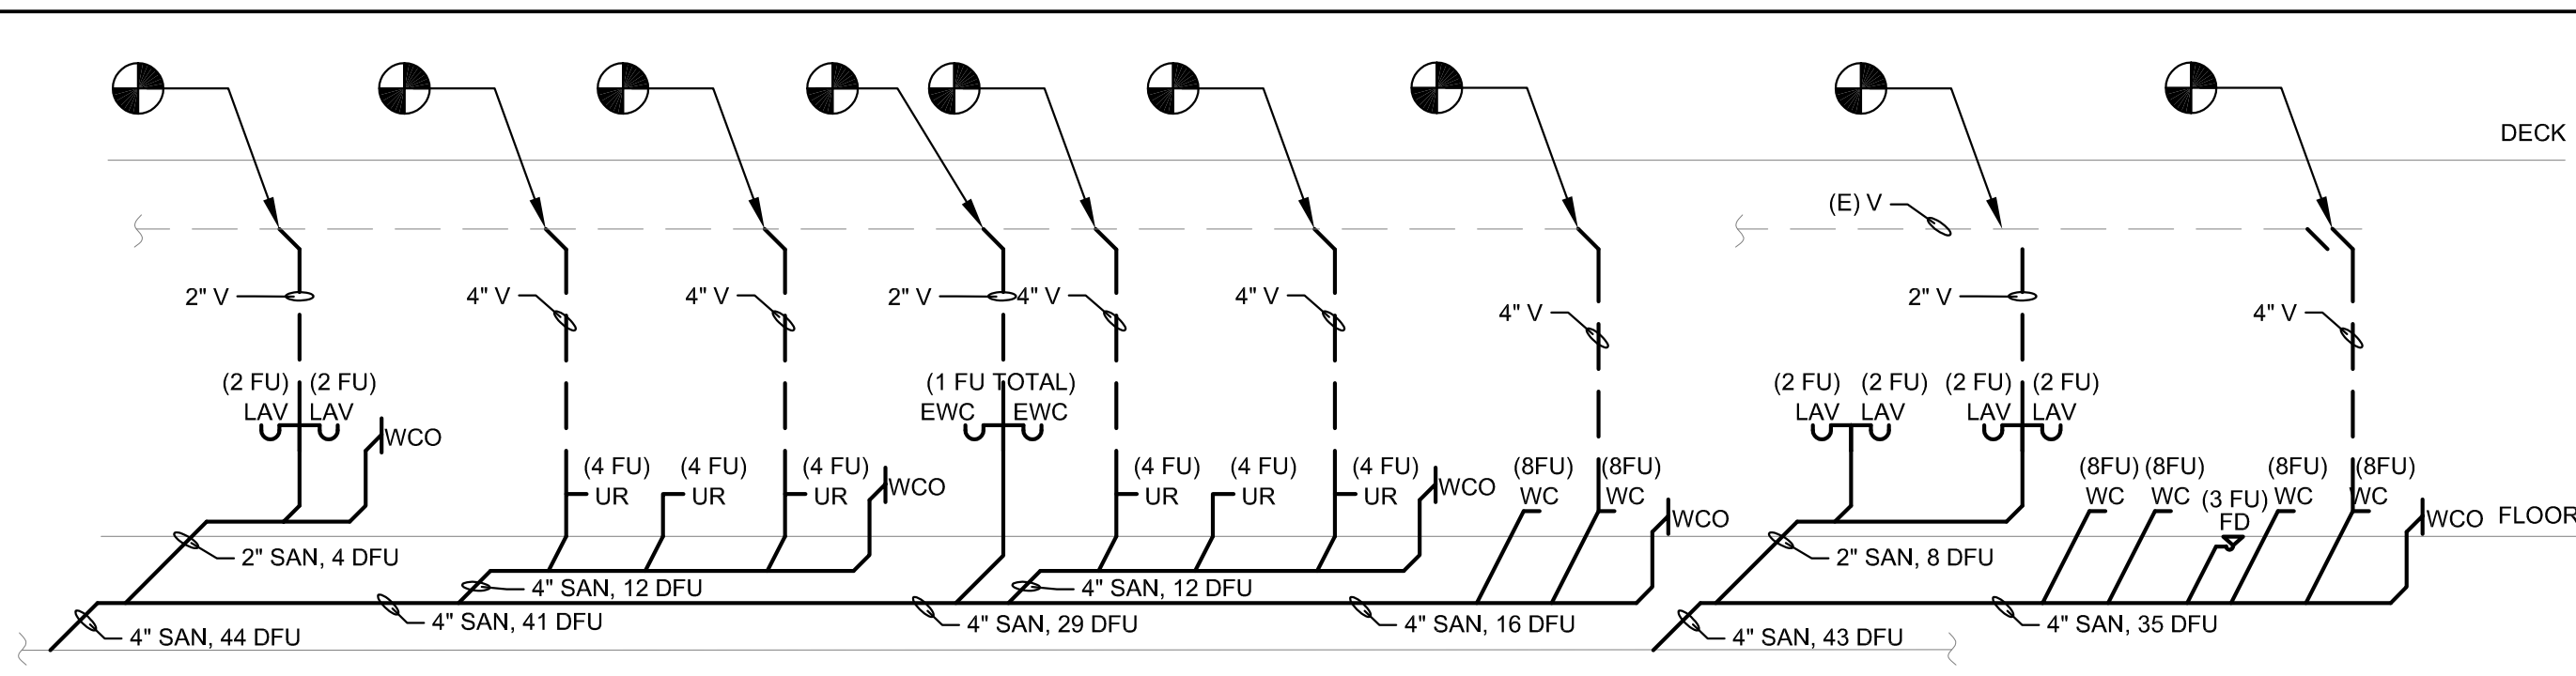 DECK
(E) V
2" V
4" V
4" V
2" V
4" V
4" V
4" V
2" V
4" V
(2 FU) (2 FU)
LAV LAV
WCO
(1 FU TOTAL)
EWC EWC
(2 FU) (2 FU) (2 FU) (2 FU)
LAV LAV LAV LAV
(4 FU) (4 FU) (4 FU)
UR UR UR
WCO
(4 FU) (4 FU) (4 FU)
UR UR UR
WCO
(8FU) (8FU)
WC WC
WCO
(8FU) (8FU) (8FU) (8FU)
WC WC WC WC
(3 FU)
FD
WCO
FLOOR
2" SAN, 4 DFU
4" SAN, 12 DFU
4" SAN, 12 DFU
2" SAN, 8 DFU
4" SAN, 44 DFU
4" SAN, 41 DFU
4" SAN, 29 DFU
4" SAN, 16 DFU
4" SAN, 43 DFU
4" SAN, 35 DFU